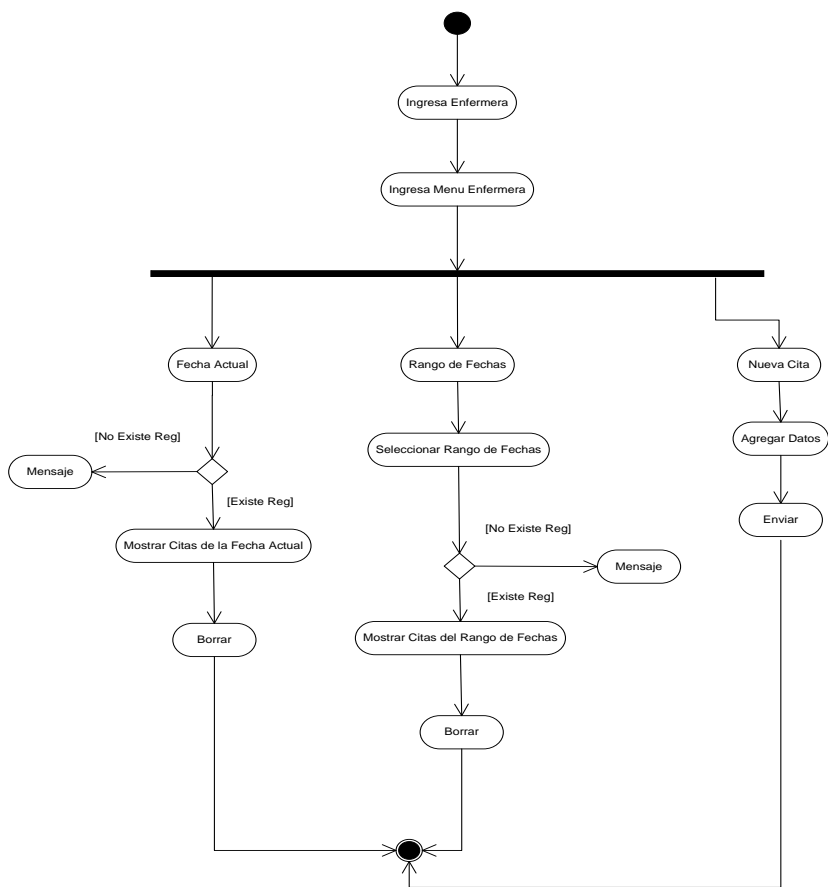 Ingresa Enfermera
Ingresa Menu Enfermera
Fecha Actual
Rango de Fechas
Nueva Cita
[No Existe Reg]
Seleccionar Rango de Fechas
Agregar Datos
Mensaje
[Existe Reg]
Enviar
Mostrar Citas de la Fecha Actual
[No Existe Reg]
Mensaje
[Existe Reg]
Borrar
Mostrar Citas del Rango de Fechas
Borrar